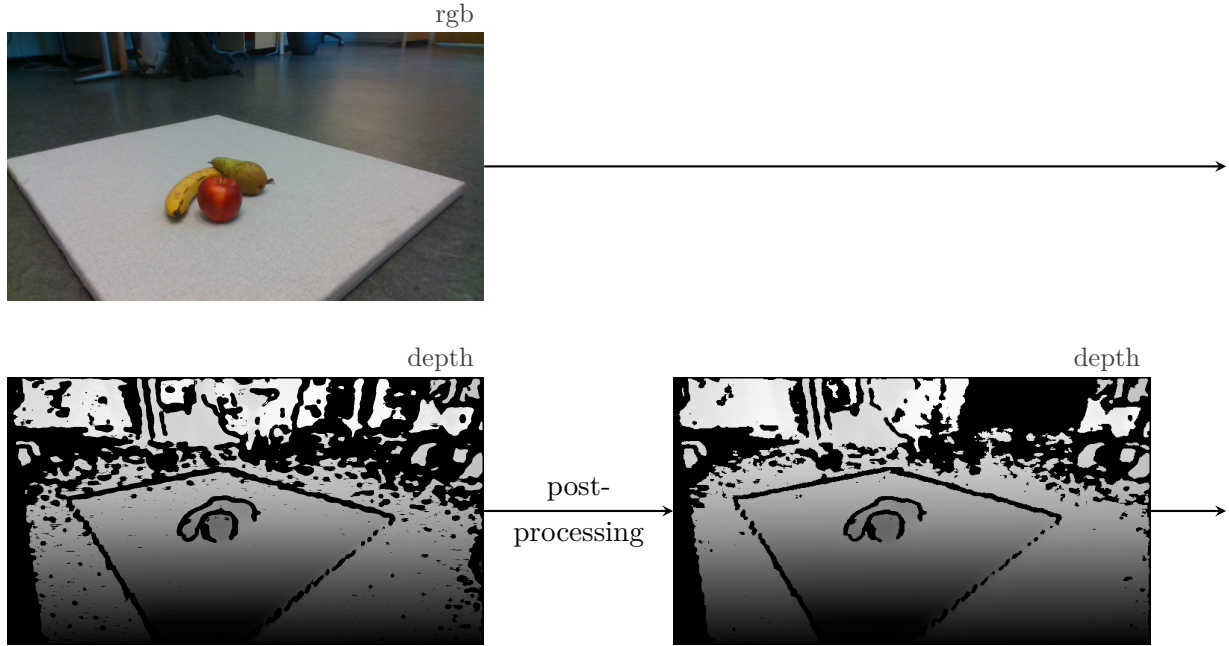 rgb
depth
depth
post-
processing